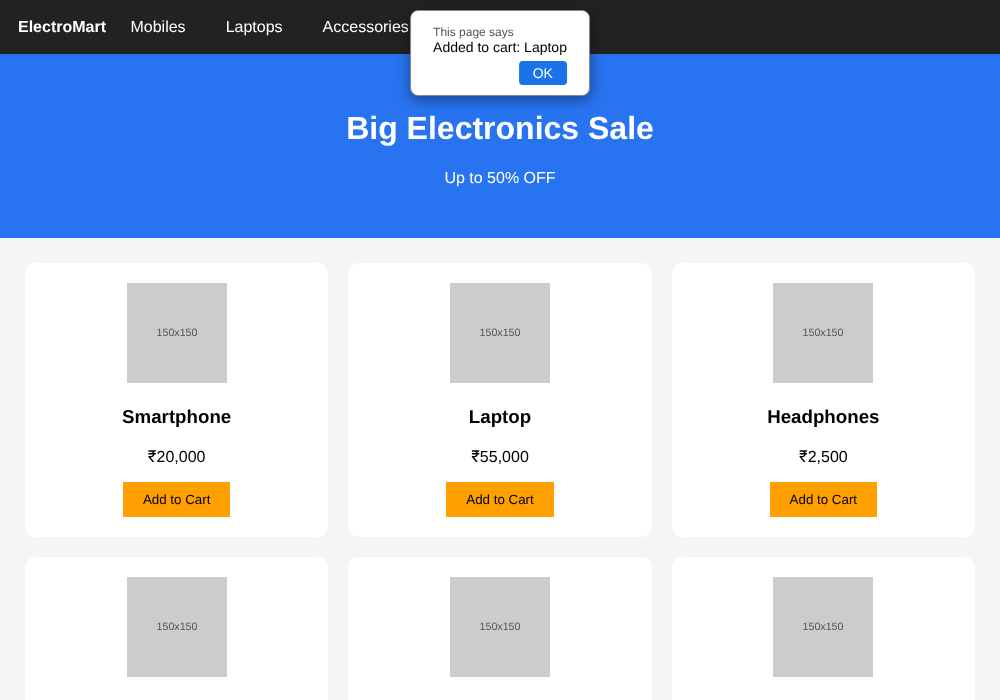 ElectroMart Mobiles Laptops Accessories
This page says
Added to cart: Laptop
OK
Big Electronics Sale
Up to 50% OFF
150x150 150x150 150x150
Smartphone Laptop Headphones
₹20,000 ₹55,000 ₹2,500
Add to Cart Add to Cart Add to Cart
150x150 150x150 150x150